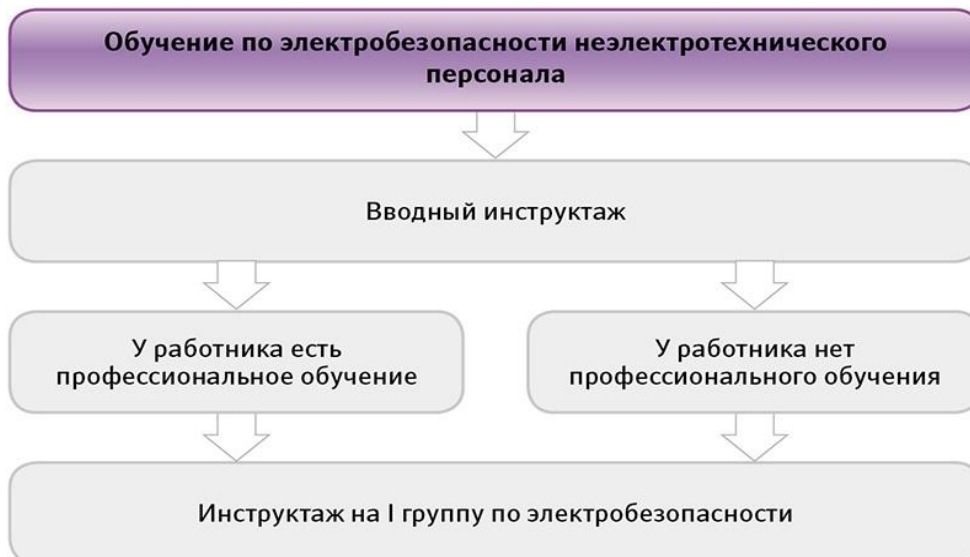 Обучение по электробезопасности неэлектротехнического
персонала
Вводный инструктаж
У работника есть
профессиональное обучение
У работника нет
профессионального обучения
Инструктаж на I группу по электробезопасности